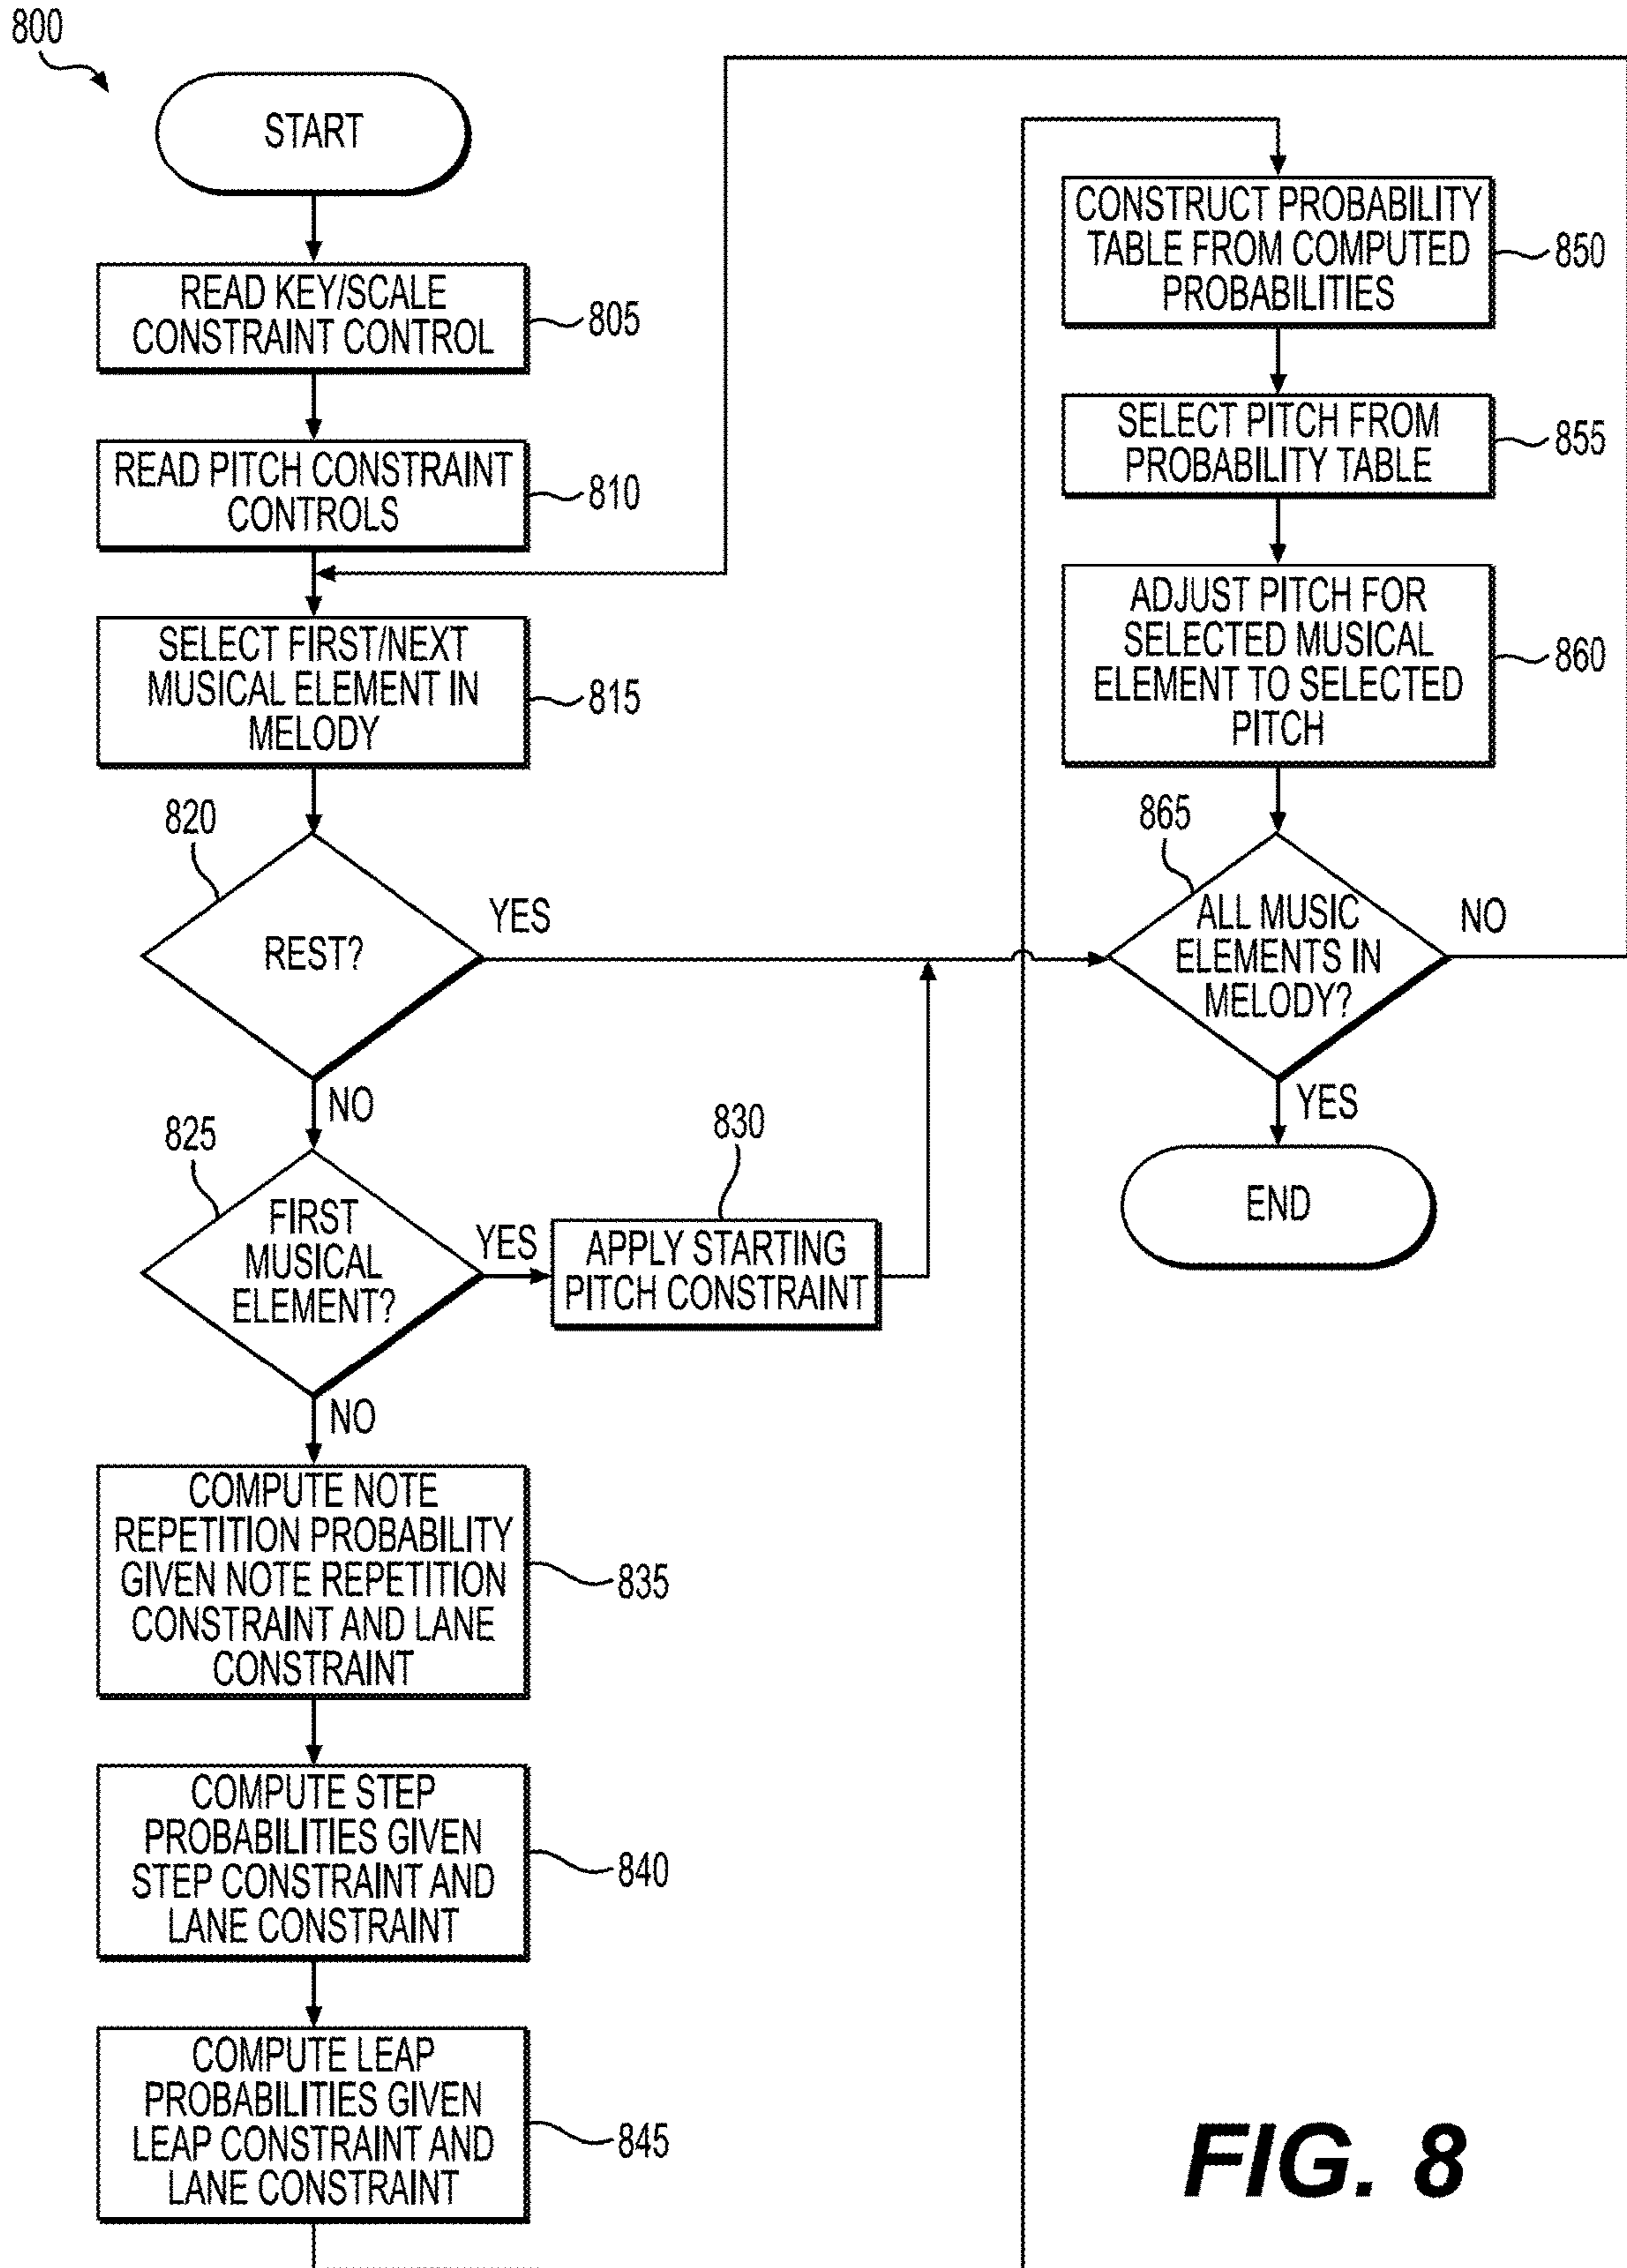 800
START
READ KEY/SCALE
CONSTRAINT CONTROL
805
READ PITCH CONSTRAINT
CONTROLS
810
SELECT FIRST/NEXT
MUSICAL ELEMENT IN
MELODY
815
820
REST?
YES
NO
825
FIRST
MUSICAL
ELEMENT?
YES
830
APPLY STARTING
PITCH CONSTRAINT
NO
COMPUTE NOTE
REPETITION PROBABILITY
GIVEN NOTE REPETITION
CONSTRAINT AND LANE
CONSTRAINT
835
COMPUTE STEP
PROBABILITIES GIVEN
STEP CONSTRAINT AND
LANE CONSTRAINT
840
COMPUTE LEAP
PROBABILITIES GIVEN
LEAP CONSTRAINT AND
LANE CONSTRAINT
845
CONSTRUCT PROBABILITY
TABLE FROM COMPUTED
PROBABILITIES
850
SELECT PITCH FROM
PROBABILITY TABLE
855
ADJUST PITCH FOR
SELECTED MUSICAL
ELEMENT TO SELECTED
PITCH
860
865
ALL MUSIC
ELEMENTS IN
MELODY?
NO
YES
END
FIG. 8